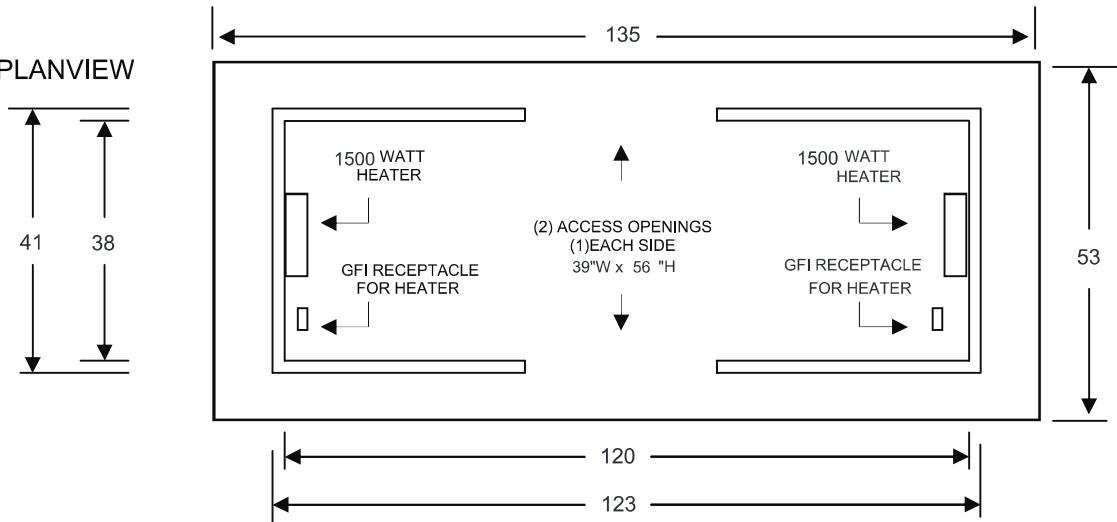 135
PLANVIEW
1500 WATT
HEATER
1500 WATT
HEATER
41
38
(2) ACCESS OPENINGS
(1)EACH SIDE
39"W x 56 "H
53
GFI RECEPTACLE
FOR HEATER
GFI RECEPTACLE
FOR HEATER
120
123